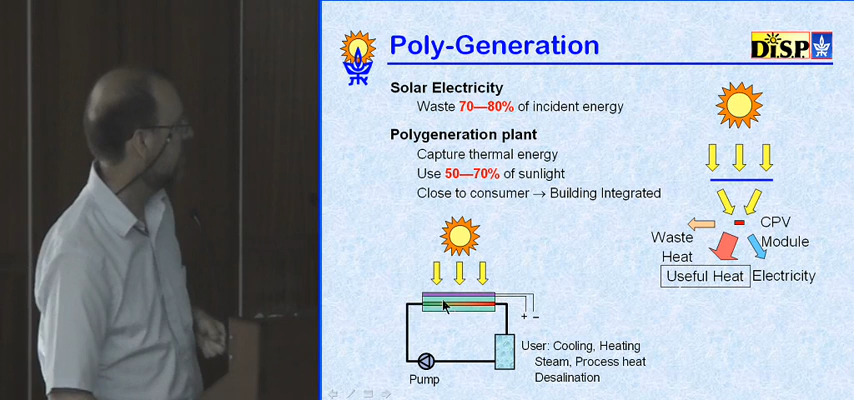 Poly-Generation
DiSP
Solar Electricity
Waste 70—80% of incident energy
Polygeneration plant
Capture thermal energy
Use 50—70% of sunlight
Close to consumer → Building Integrated
CPV
Module
Waste
Heat
Useful Heat
Electricity
+ −
User: Cooling, Heating
Steam, Process heat
Desalination
Pump